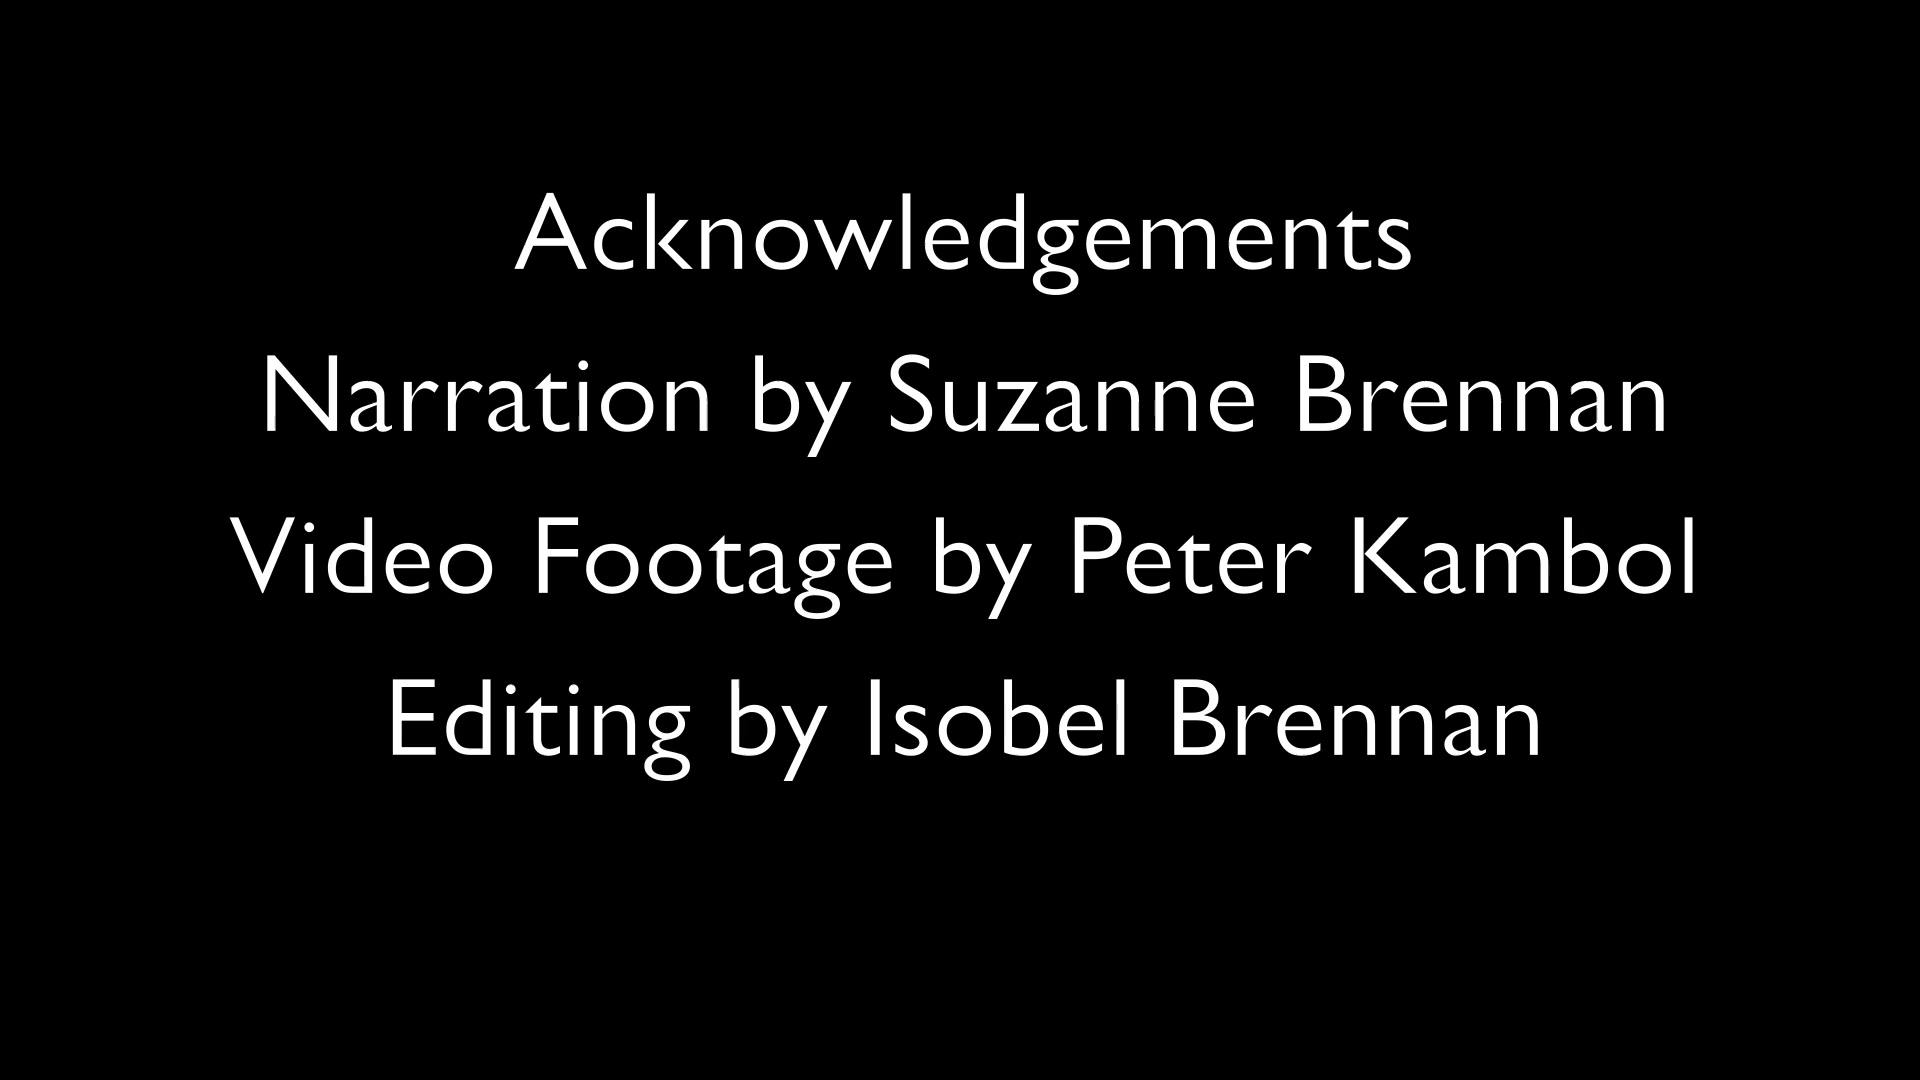 Acknowledgements
Narration by Suzanne Brennan
Video Footage by Peter Kambol
Editing by Isobel Brennan